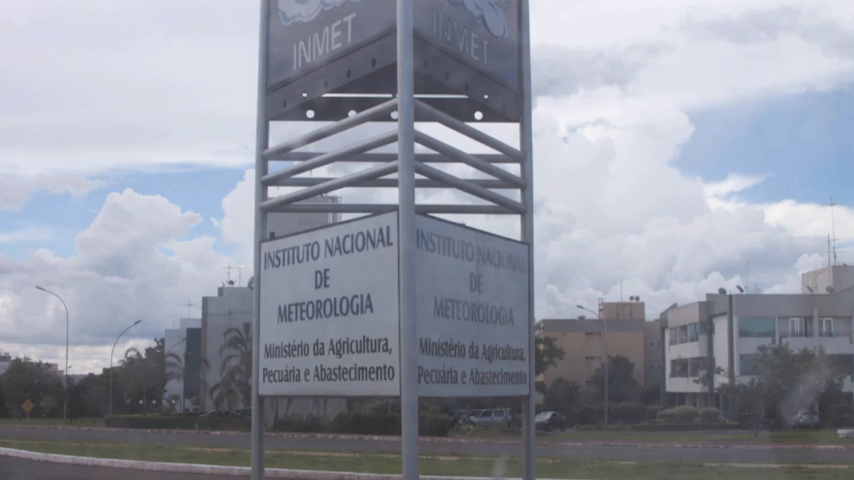 INMET
INSTITUTO NACIONAL
DE
METEOROLOGIA
Ministério da Agricultura,
Pecuária e Abastecimento
INMET
INSTITUTO NACIONAL
DE
METEOROLOGIA
Ministério da Agricultura,
Pecuária e Abastecimento